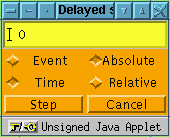 Delayed s
0
Event Absolute
Time Relative
Step Cancel
Unsigned Java Applet